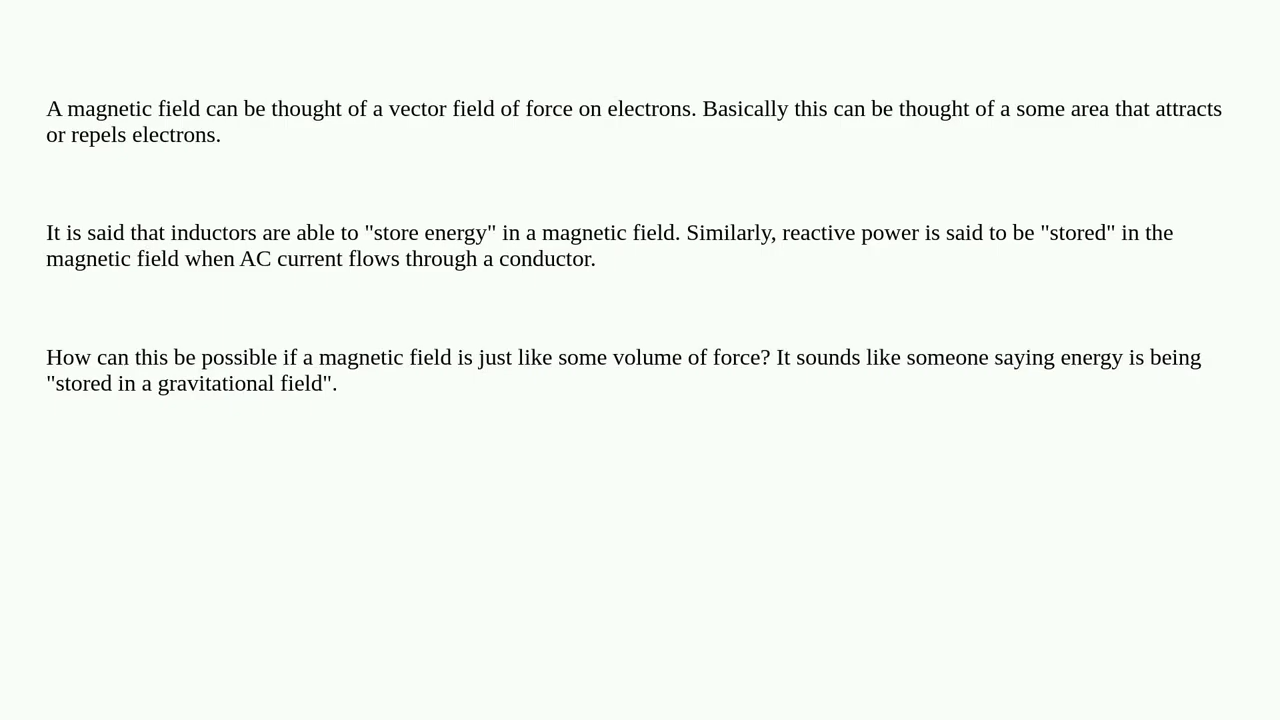 A magnetic field can be thought of a vector field of force on electrons. Basically this can be thought of a some area that attracts
or repels electrons.
It is said that inductors are able to "store energy" in a magnetic field. Similarly, reactive power is said to be "stored" in the
magnetic field when AC current flows through a conductor.
How can this be possible if a magnetic field is just like some volume of force? It sounds like someone saying energy is being
"stored in a gravitational field".